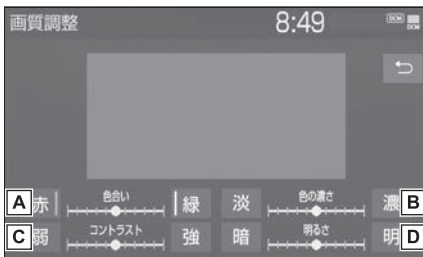 画質調整 8:49 DCM DCM
A 赤 色合い 緑 淡 色の濃さ 濃 B
C 弱 コントラスト 強 暗 明るさ 明 D